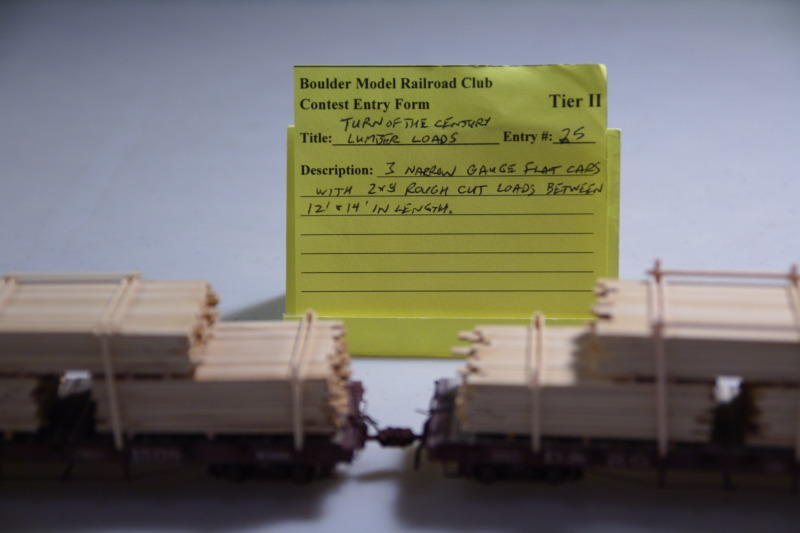 Boulder Model Railroad Club
Contest Entry Form Tier II
TURN OF THE CENTURY
Title: LUMBER LOADS Entry #: 25
Description: 3 NARROW GAUGE FLAT CARS
WITH 2x8 ROUGH CUT LOADS BETWEEN
12' & 14' IN LENGTH.